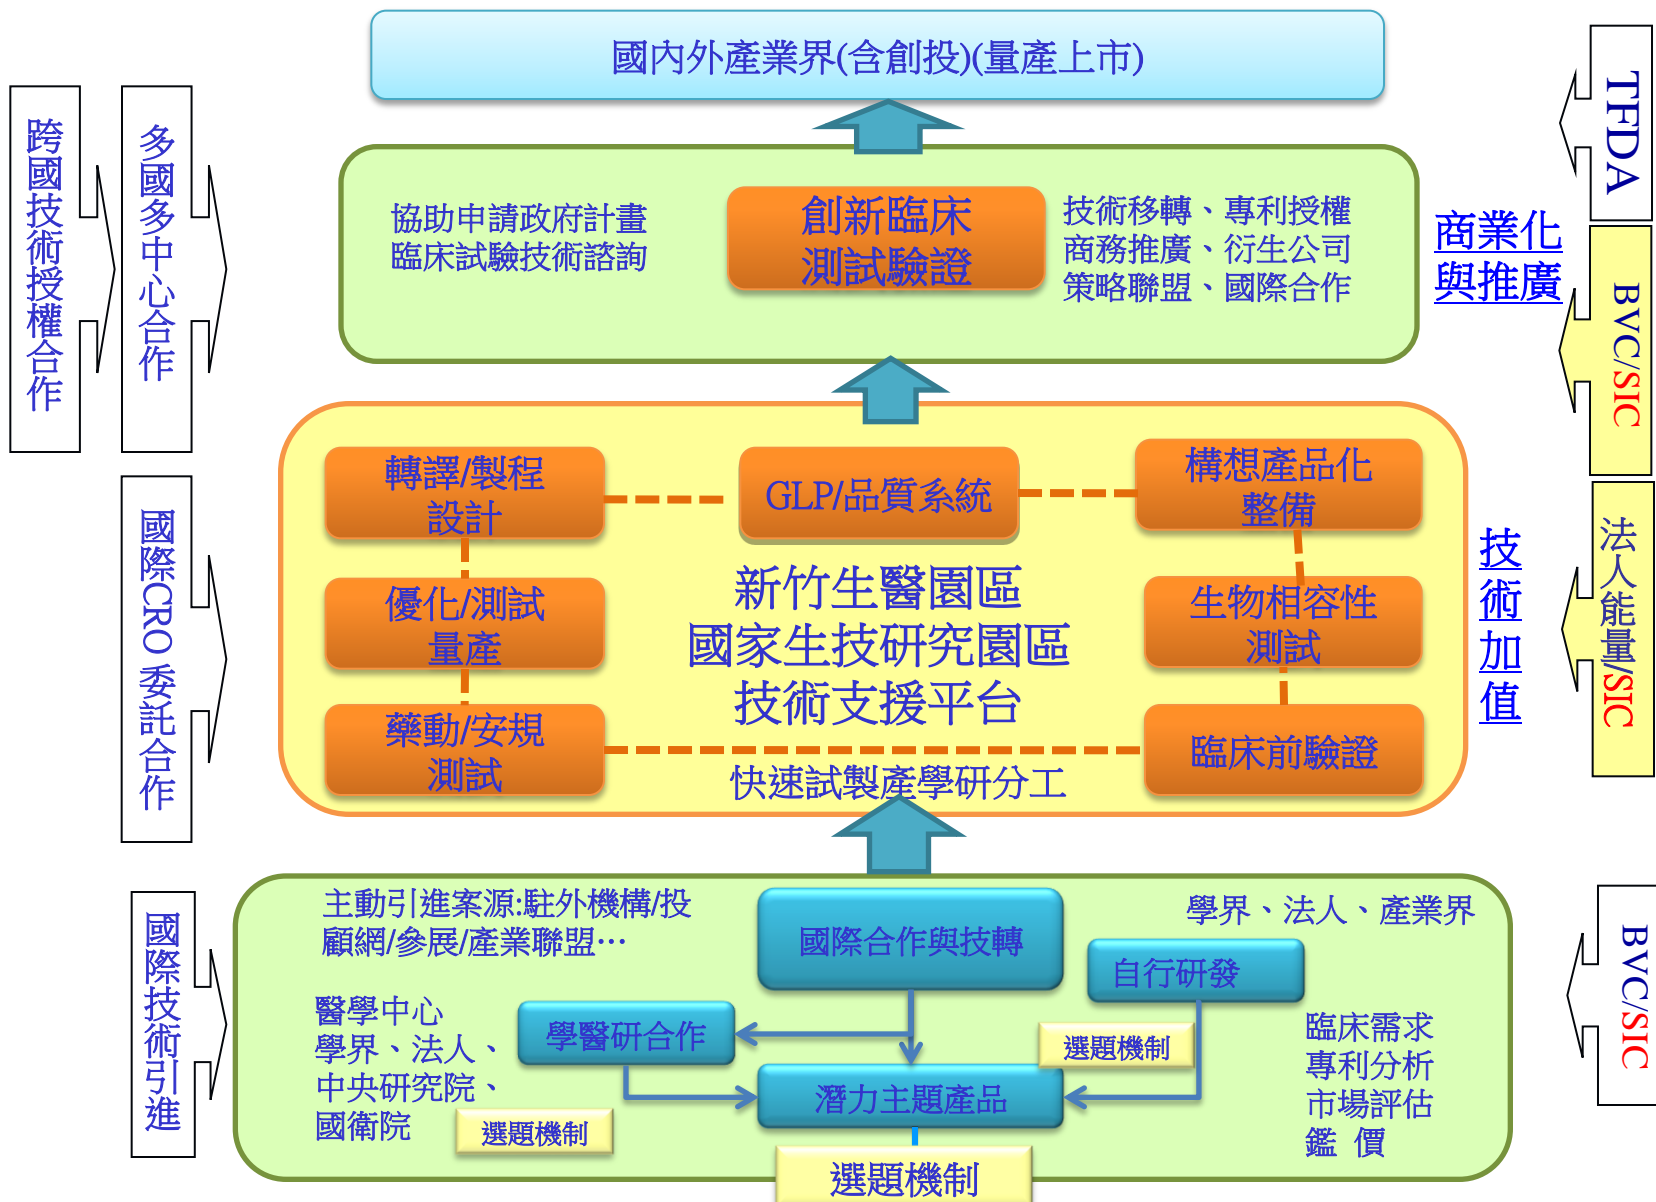 國內外產業界(含創投)(量產上市)
跨國技術授權合作
多國多中心合作
協助申請政府計畫
臨床試驗技術諮詢
創新臨床
測試驗證
技術移轉、專利授權
商務推廣、衍生公司
策略聯盟、國際合作
商業化
與推廣
TFDA
BVC/SIC
國際CRO 委託合作
轉譯/製程
設計
GLP/品質系統
構想產品化
整備
優化/測試
量產
新竹生醫園區
國家生技研究園區
技術支援平台
生物相容性
測試
藥動/安規
測試
臨床前驗證
快速試製產學研分工
技
術
加
值
法人能量/SIC
國際技術引進
主動引進案源:駐外機構/投
顧網/參展/產業聯盟…
國際合作與技轉
學界、法人、產業界
自行研發
醫學中心
學界、法人、
中央研究院、
國衛院
學醫研合作
選題機制
臨床需求
專利分析
市場評估
鑑 價
潛力主題產品
選題機制
選題機制
BVC/SIC